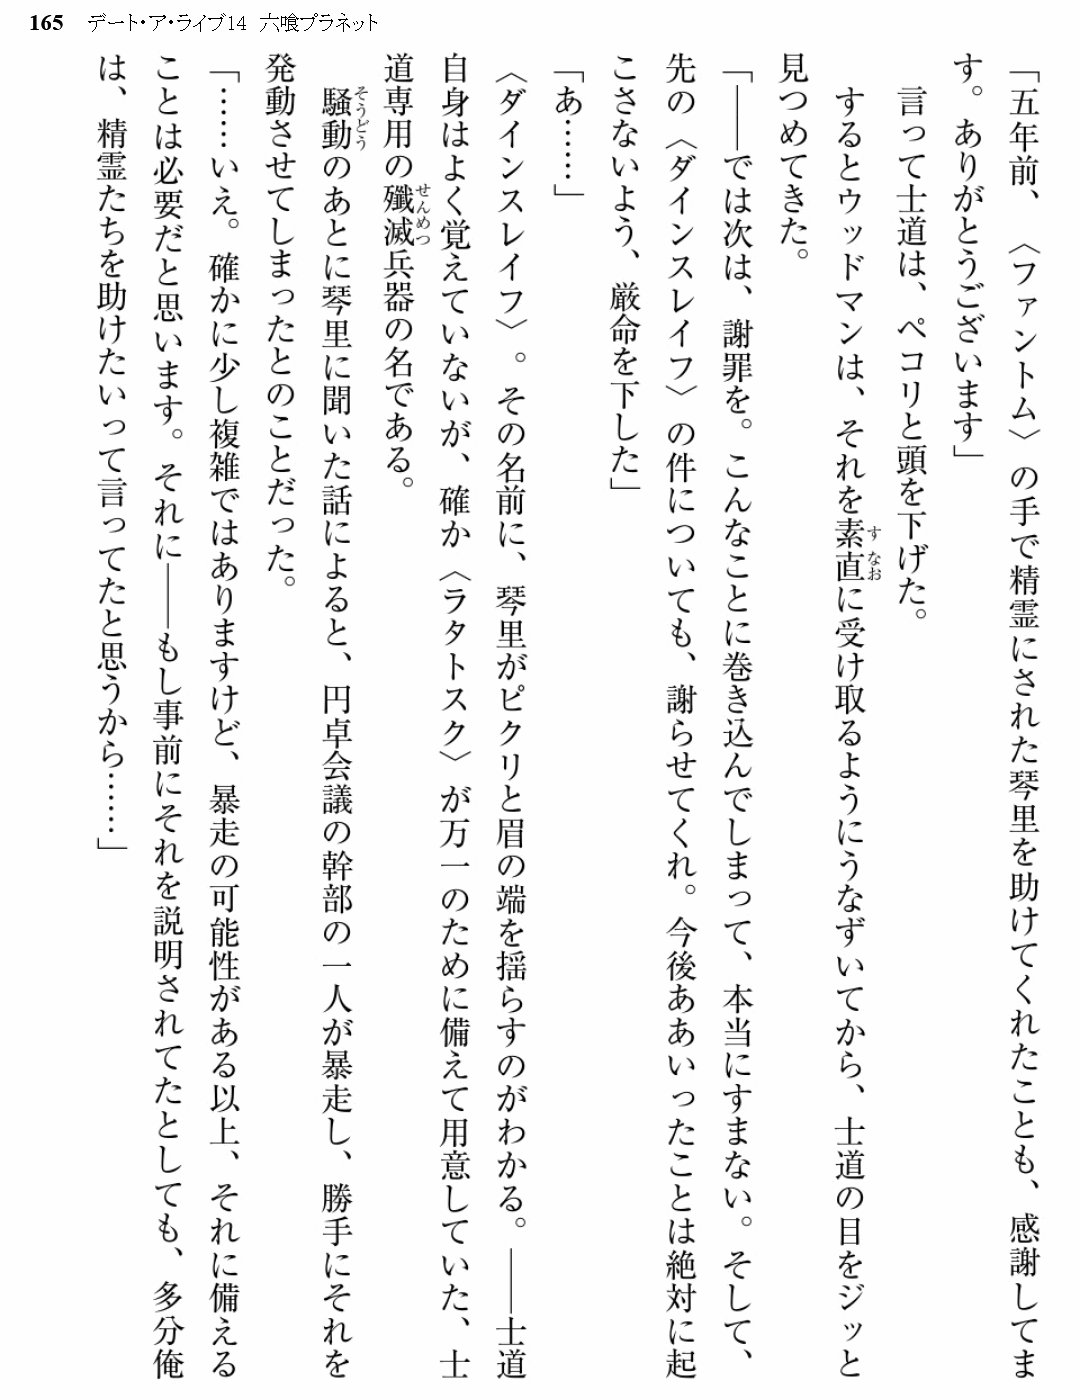 165 デート・ア・ライブ14 六喰プラネット
「五年前、〈ファントム〉の手で精霊にされた琴里を助けてくれたことも、感謝してま
す。ありがとうございます」
言って士道は、ペコリと頭を下げた。
するとウッドマンは、それを素直に受け取るようにうなずいてから、士道の目をジッと
見つめてきた。
「――では次は、謝罪を。こんなことに巻き込んでしまって、本当にすまない。そして、
先の〈ダインスレイフ〉の件についても、謝らせてくれ。今後ああいったことは絶対に起
こさないよう、厳命を下した」
「あ……」
〈ダインスレイフ〉。その名前に、琴里がピクリと眉の端を揺らすのがわかる。――士道
自身はよく覚えていないが、確か〈ラタトスク〉が万一のために備えて用意していた、士
道専用の殲滅兵器の名である。
騒動のあとに琴里に聞いた話によると、円卓会議の幹部の一人が暴走し、勝手にそれを
発動させてしまったとのことだった。
「……いえ。確かに少し複雑ではありますけど、暴走の可能性がある以上、それに備える
ことは必要だと思います。それに――もし事前にそれを説明されてたとしても、多分俺
は、精霊たちを助けたいって言ってたと思うから……」